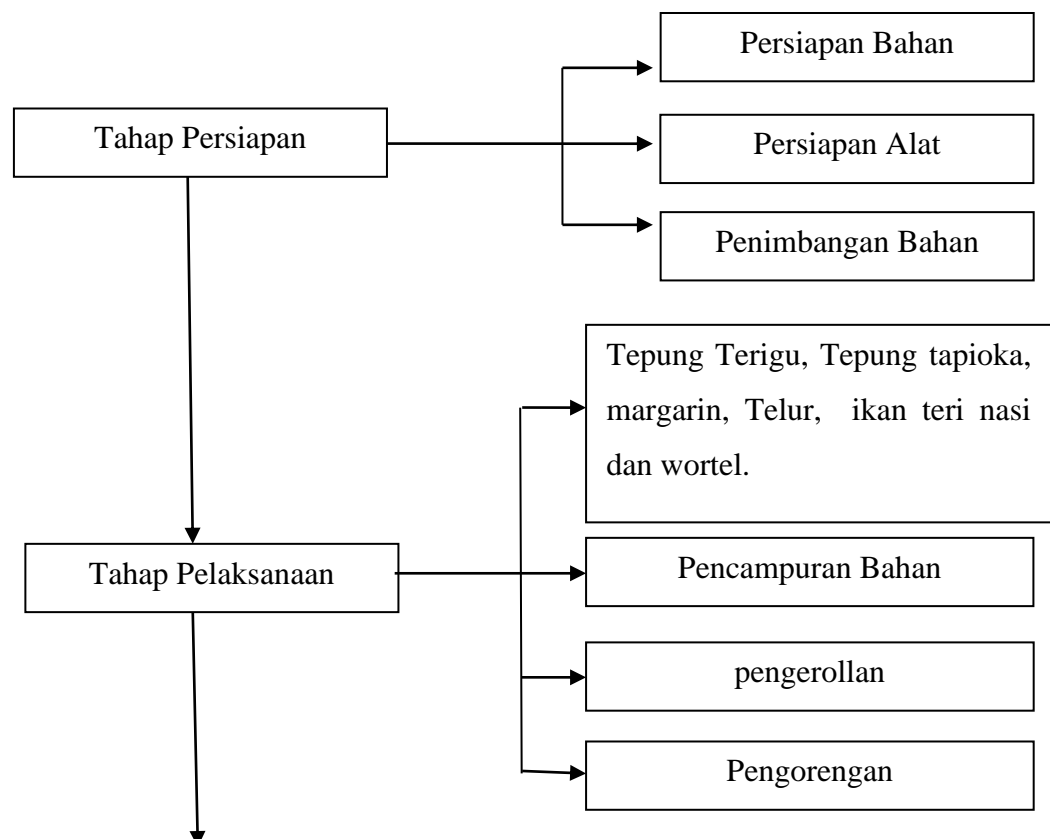 Persiapan Bahan
Tahap Persiapan
Persiapan Alat
Penimbangan Bahan
Tepung Terigu, Tepung tapioka,
margarin, Telur, ikan teri nasi
dan wortel.
Tahap Pelaksanaan
Pencampuran Bahan
pengerollan
Pengorengan